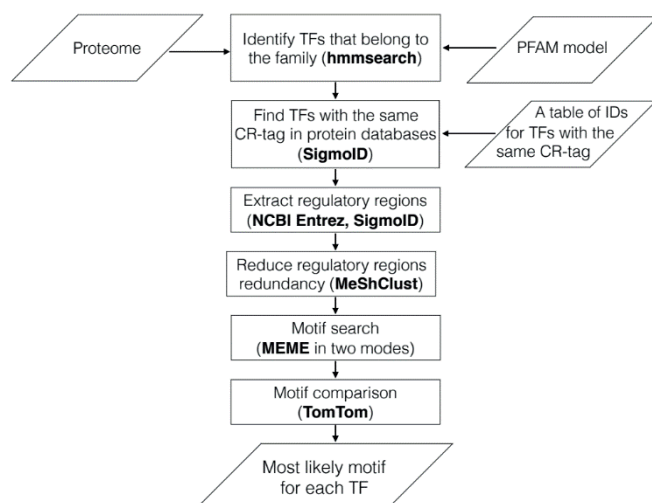 Proteome
Identify TFs that belong to
the family (hmmsearch)
PFAM model
Find TFs with the same
CR-tag in protein databases
(SigmoID)
A table of IDs
for TFs with the
same CR-tag
Extract regulatory regions
(NCBI Entrez, SigmoID)
Reduce regulatory regions
redundancy (MeShClust)
Motif search
(MEME in two modes)
Motif comparison
(TomTom)
Most likely motif
for each TF